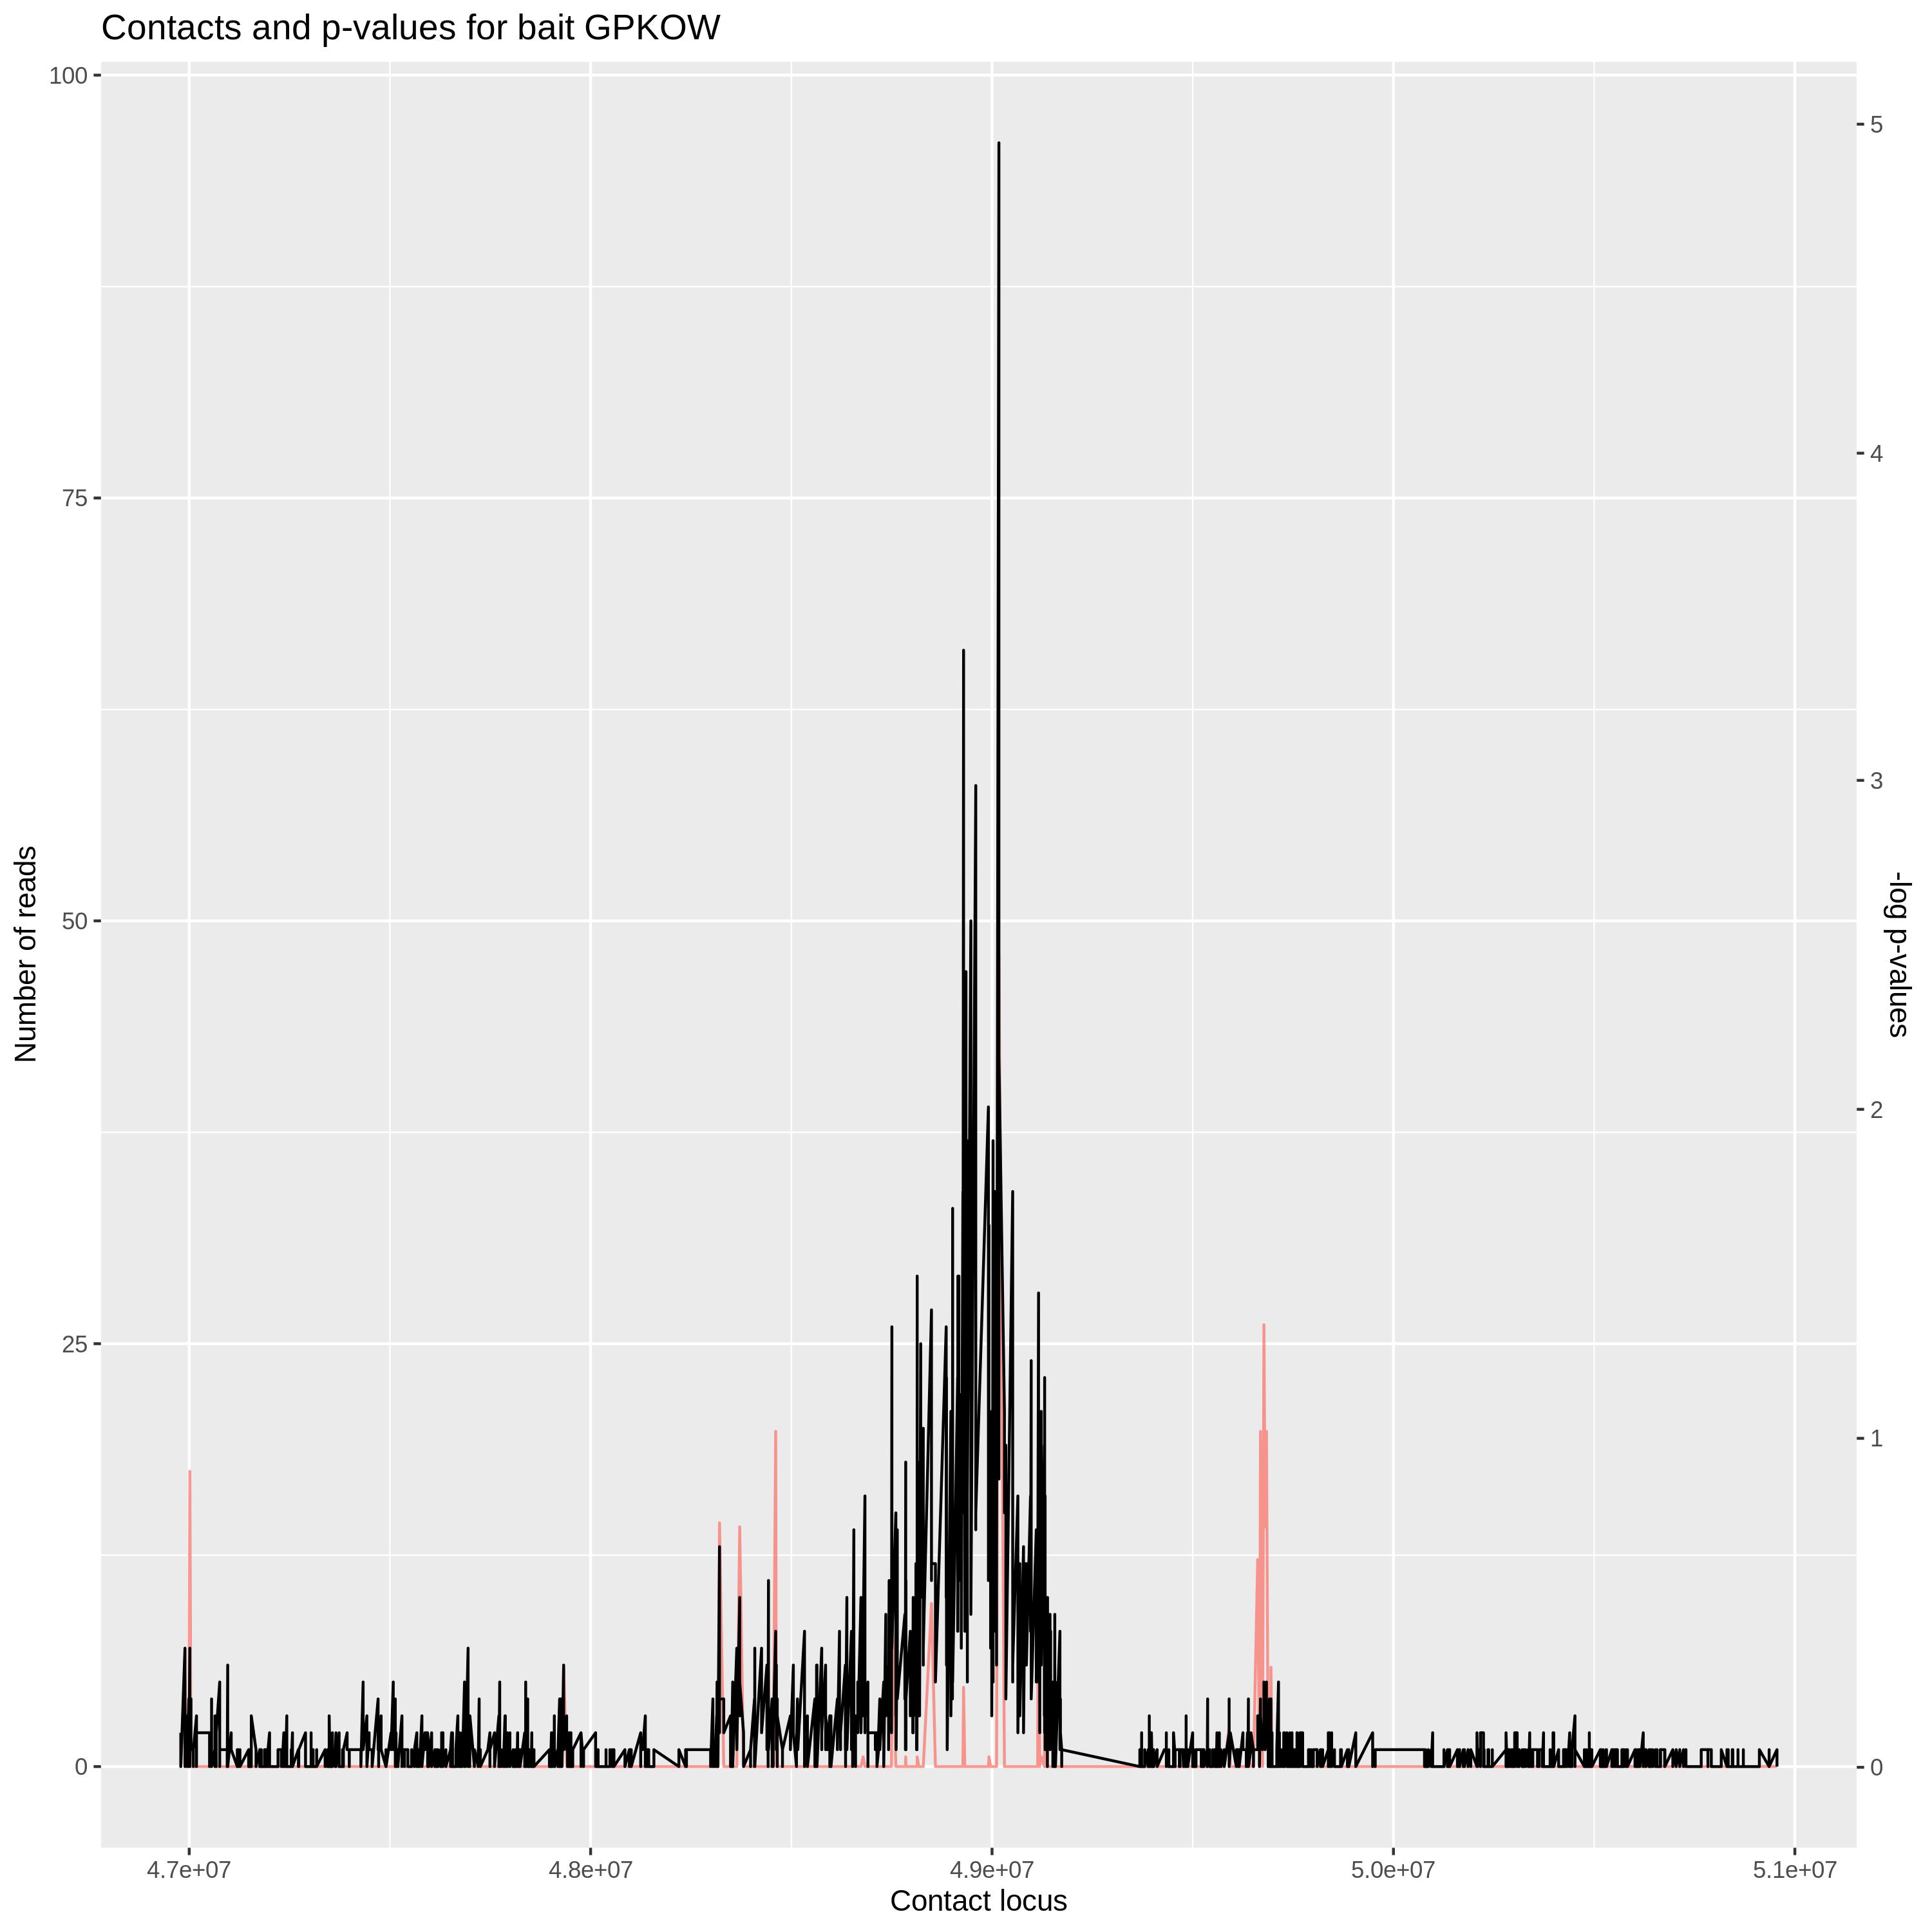 Contacts and p-values for bait GPKOW
100
75
50
25
0
5
4
3
2
1
0
Number of reads
-log p-values
4.7e+07
4.8e+07
4.9e+07
5.0e+07
5.1e+07
Contact locus